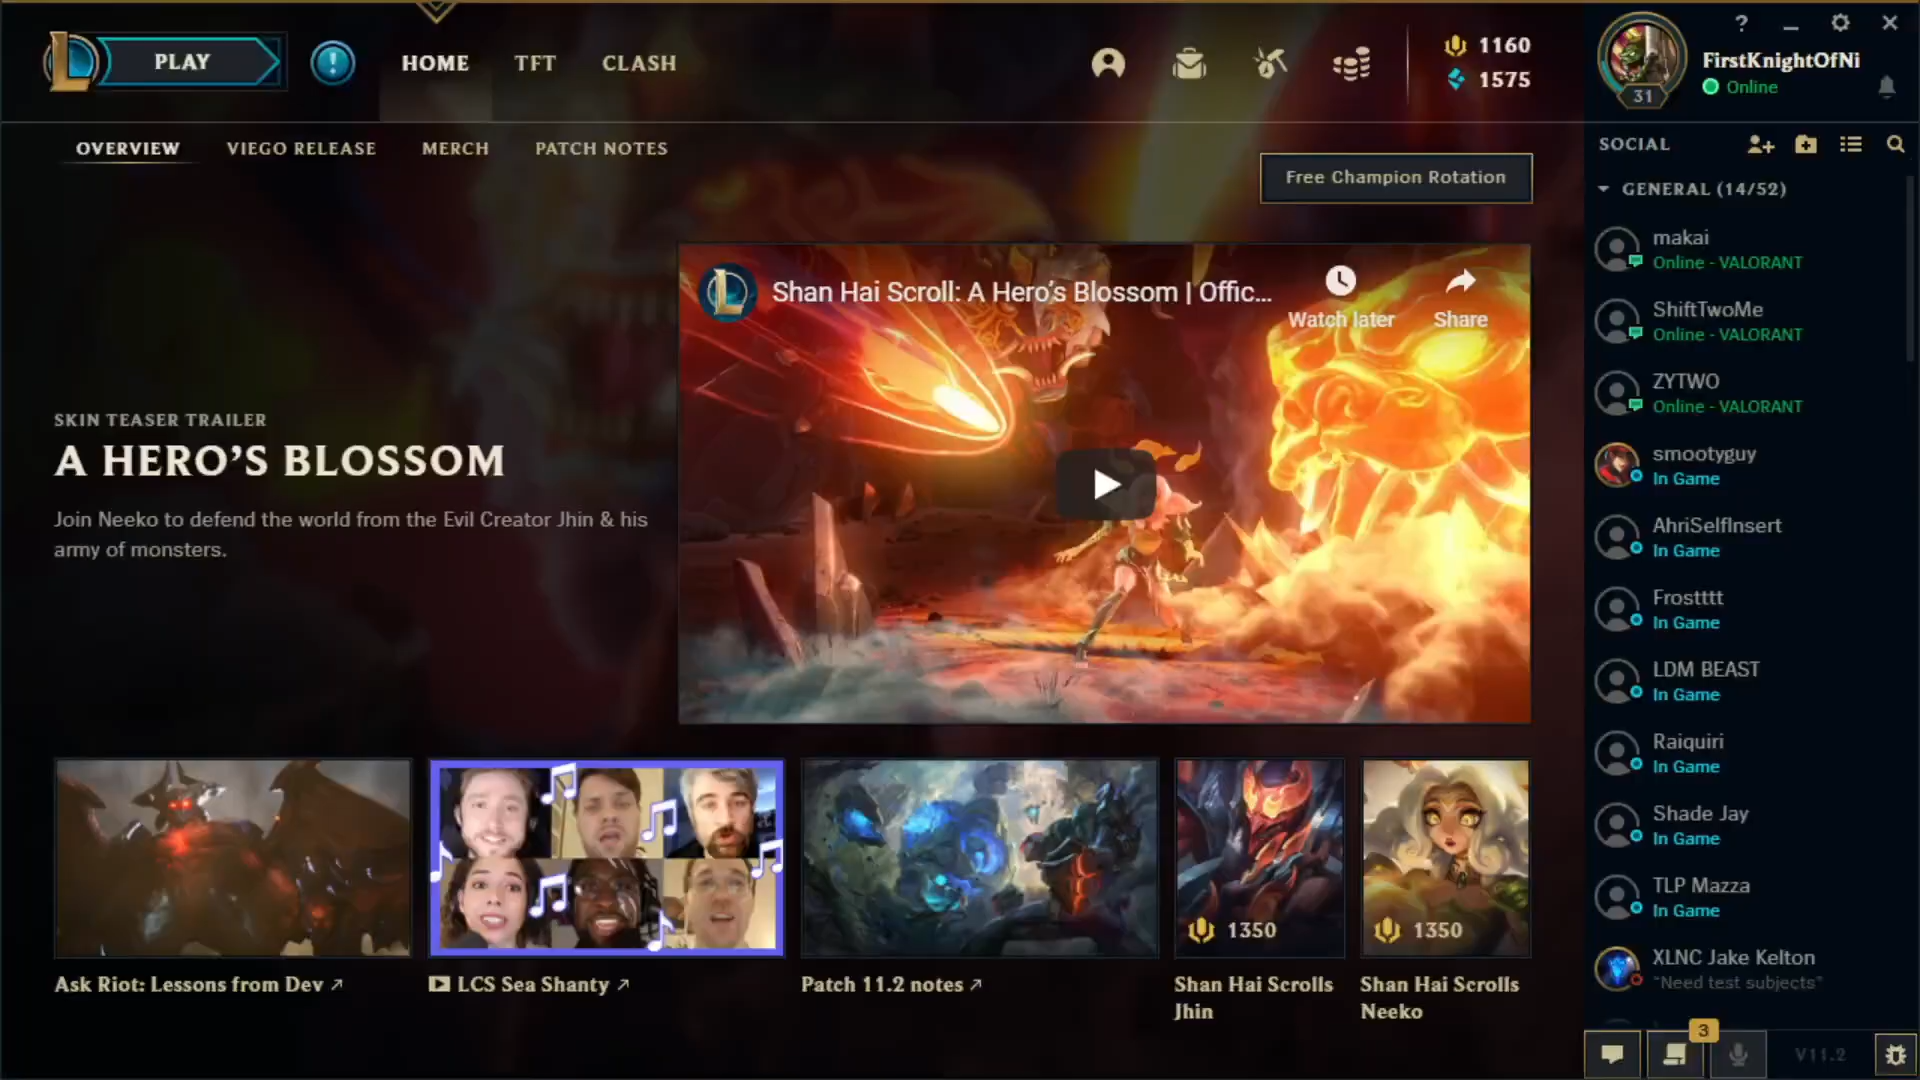 PLAY
HOME
TFT
CLASH
1160
1575
?
31
FirstKnightOfNi
Online
OVERVIEW
VIEGO RELEASE
MERCH
PATCH NOTES
Free Champion Rotation
SOCIAL
GENERAL (14/52)
makai
Online - VALORANT
ShiftTwoMe
Online - VALORANT
ZYTWO
Online - VALORANT
smootyguy
In Game
AhriSelfInsert
In Game
Frostttt
In Game
LDM BEAST
In Game
Raiquiri
In Game
Shade Jay
In Game
TLP Mazza
In Game
XLNC Jake Kelton
"Need test subjects"
Shan Hai Scroll: A Hero's Blossom | Offic...
Watch later
Share
SKIN TEASER TRAILER
A HERO'S BLOSSOM
Join Neeko to defend the world from the Evil Creator Jhin & his
army of monsters.
1350
1350
Ask Riot: Lessons from Dev
LCS Sea Shanty
Patch 11.2 notes
Shan Hai Scrolls
Jhin
Shan Hai Scrolls
Neeko
3
V11.2